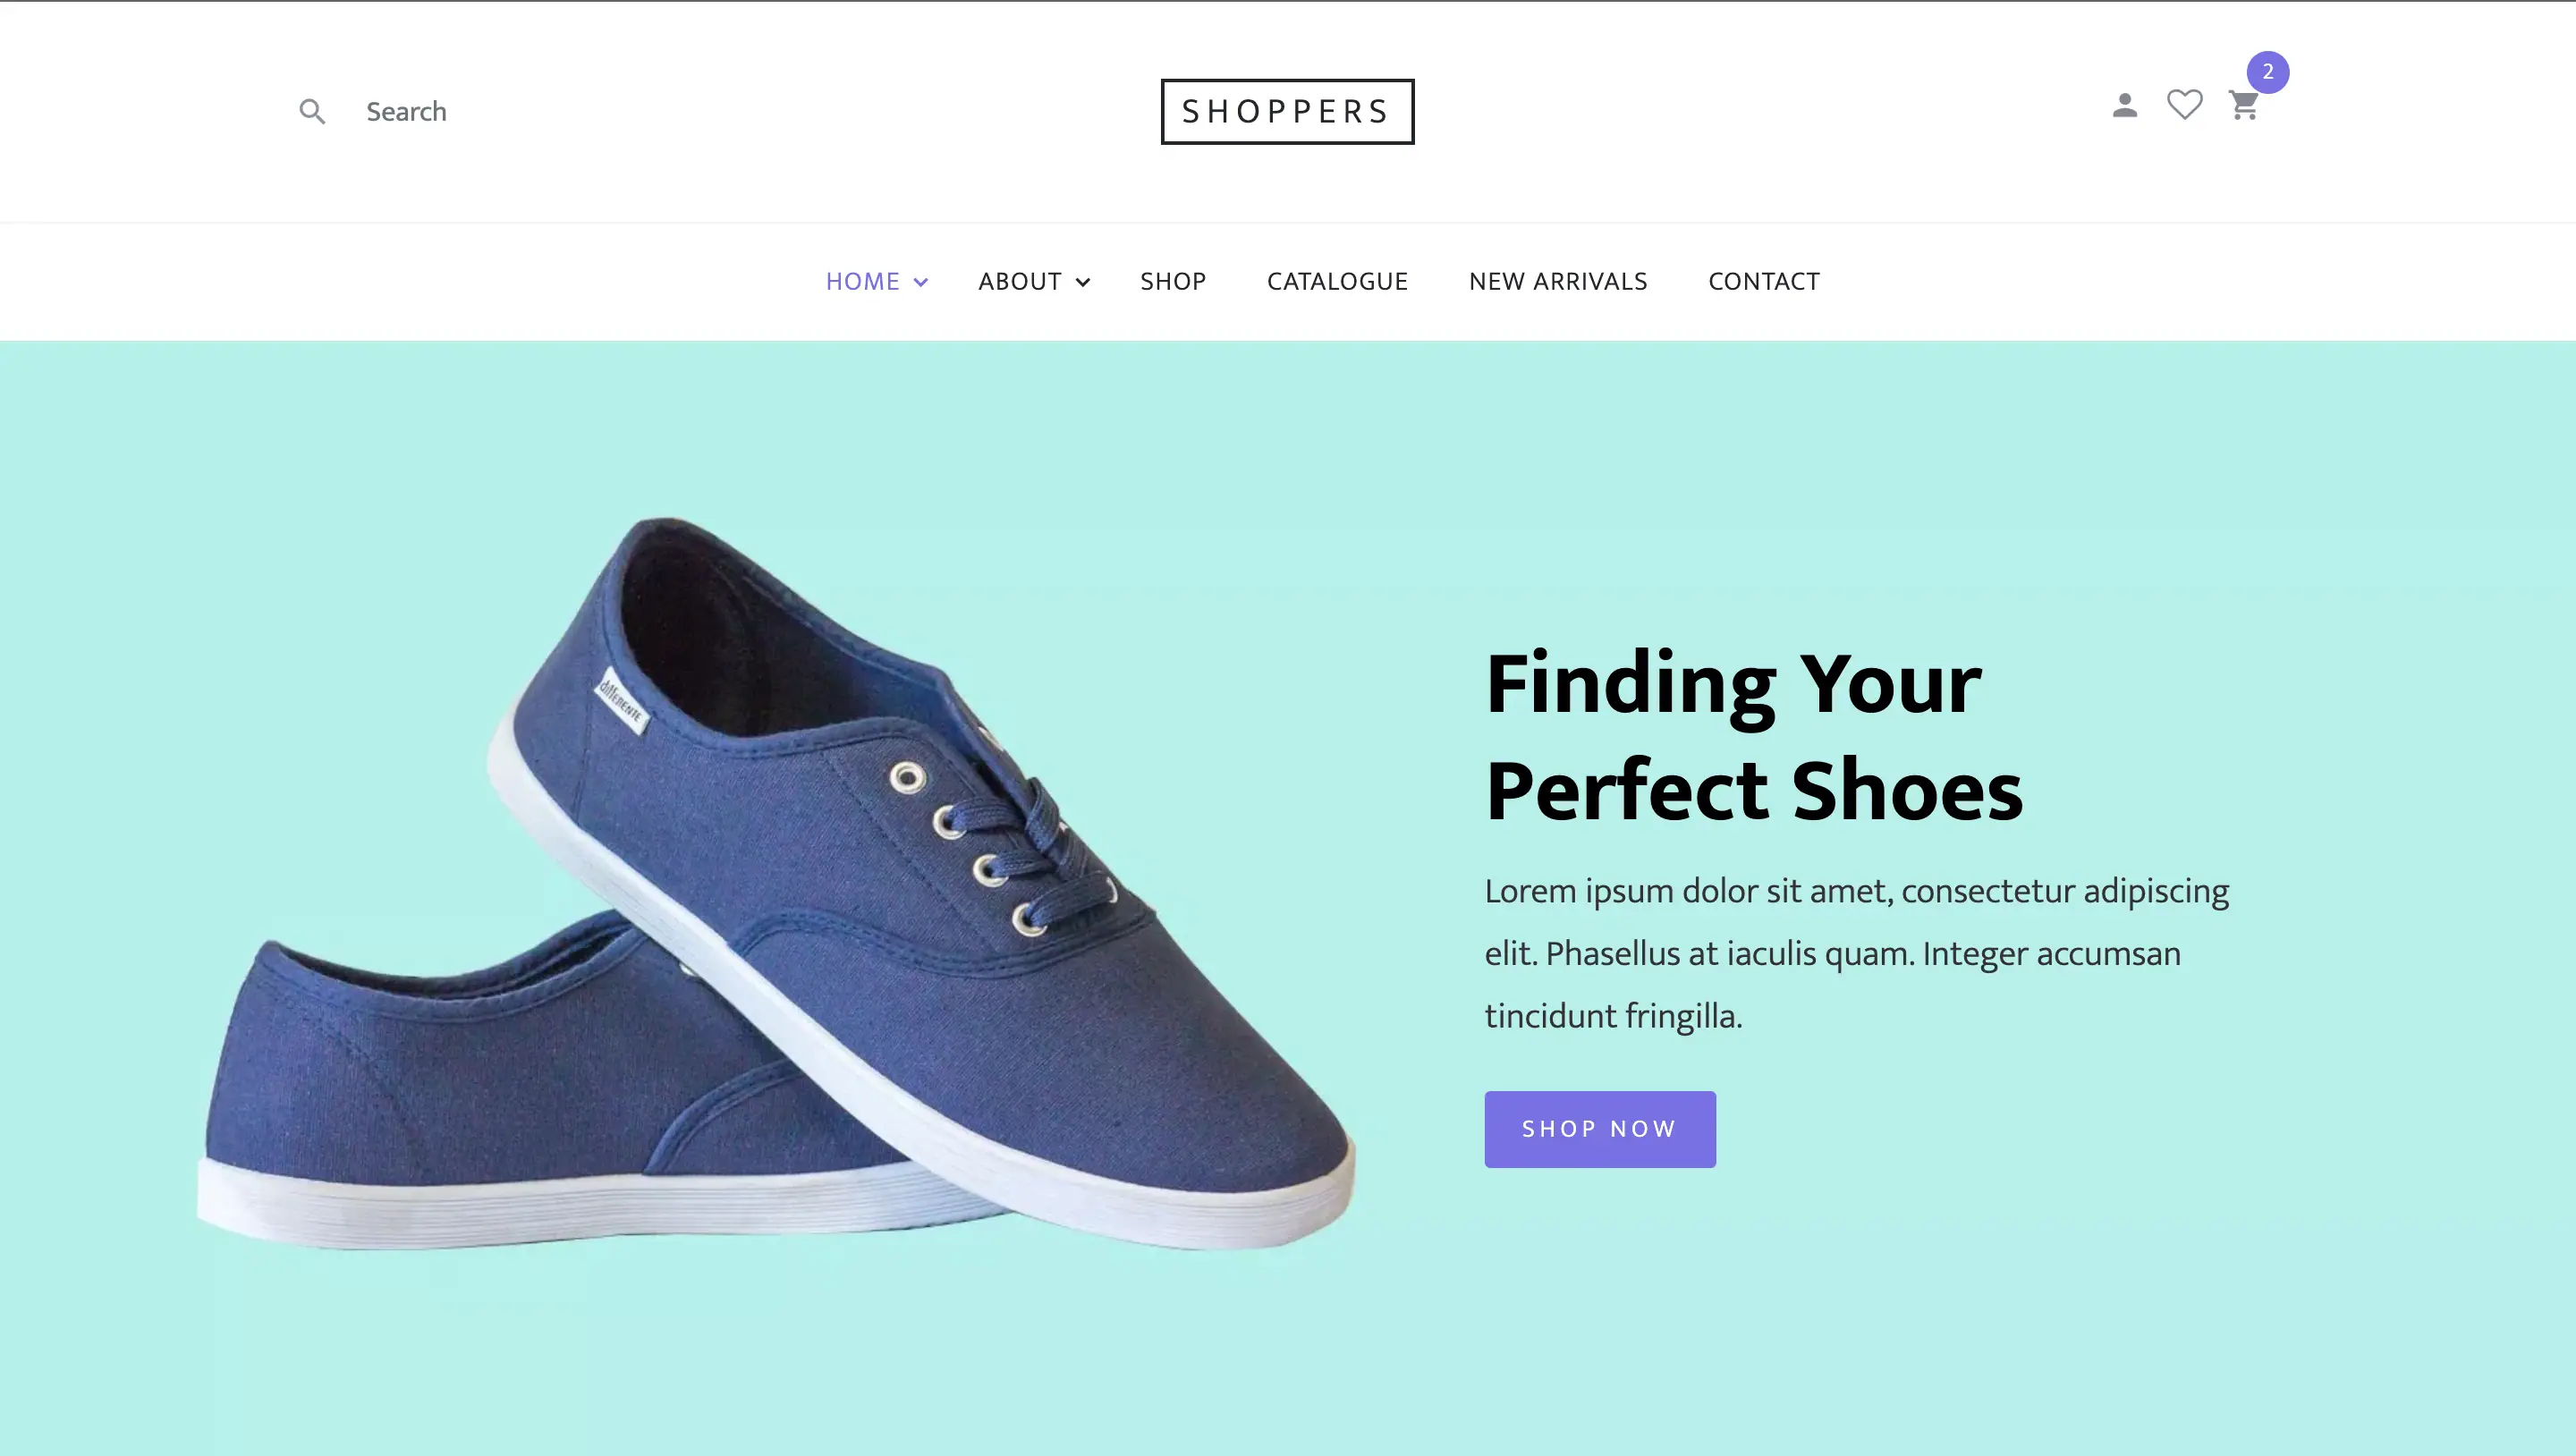 Search
SHOPPERS
2
HOME
ABOUT
SHOP
CATALOGUE
NEW ARRIVALS
CONTACT
differente
Finding Your
Perfect Shoes
Lorem ipsum dolor sit amet, consectetur adipiscing
elit. Phasellus at iaculis quam. Integer accumsan
tincidunt fringilla.
SHOP NOW